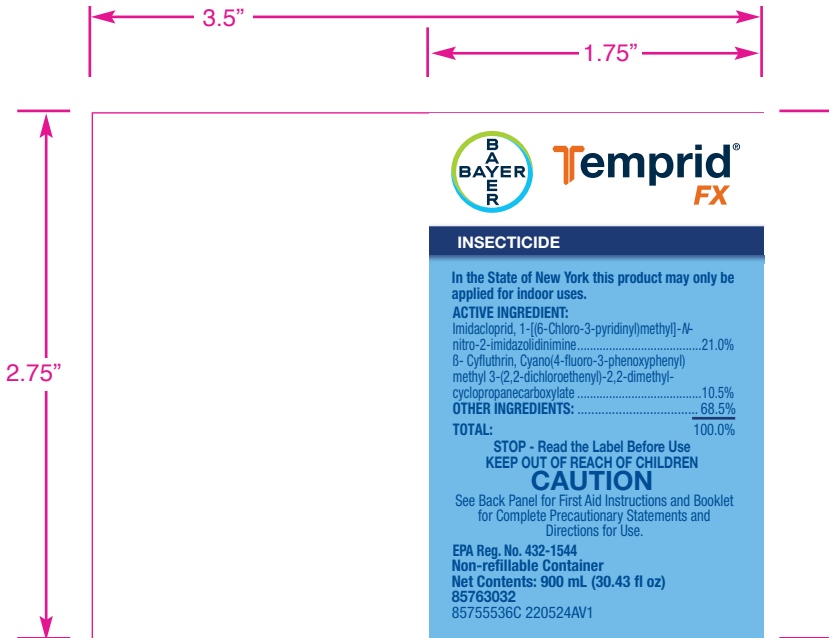 3.5”
1.75”
2.75”
BAYER
BAYER
Temprid®
FX
INSECTICIDE
In the State of New York this product may only be
applied for indoor uses.
ACTIVE INGREDIENT:
Imidacloprid, 1-[(6-Chloro-3-pyridinyl)methyl]-N-
nitro-2-imidazolidinimine.......................................21.0%
ß- Cyfluthrin, Cyano(4-fluoro-3-phenoxyphenyl)
methyl 3-(2,2-dichloroethenyl)-2,2-dimethyl-
cyclopropanecarboxylate .......................................10.5%
OTHER INGREDIENTS: ................................... 68.5%
TOTAL: 100.0%
STOP - Read the Label Before Use
KEEP OUT OF REACH OF CHILDREN
CAUTION
See Back Panel for First Aid Instructions and Booklet
for Complete Precautionary Statements and
Directions for Use.
EPA Reg. No. 432-1544
Non-refillable Container
Net Contents: 900 mL (30.43 fl oz)
85763032
85755536C 220524AV1